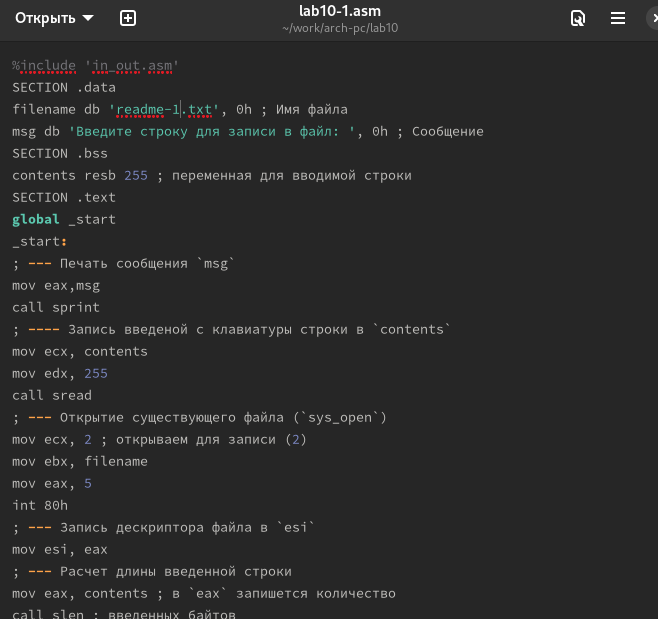 Открыть
lab10-1.asm
~/work/arch-pc/lab10
%include 'in_out.asm'
SECTION .data
filename db 'readme-1.txt', 0h ; Имя файла
msg db 'Введите строку для записи в файл: ', 0h ; Сообщение
SECTION .bss
contents resb 255 ; переменная для вводимой строки
SECTION .text
global _start
_start:
; --- Печать сообщения `msg`
mov eax,msg
call sprint
; ---- Запись введеной с клавиатуры строки в `contents`
mov ecx, contents
mov edx, 255
call sread
; --- Открытие существующего файла (`sys_open`)
mov ecx, 2 ; открываем для записи (2)
mov ebx, filename
mov eax, 5
int 80h
; --- Запись дескриптора файла в `esi`
mov esi, eax
; --- Расчет длины введенной строки
mov eax, contents ; в `eax` запишется количество
call slen ; введенных байтов